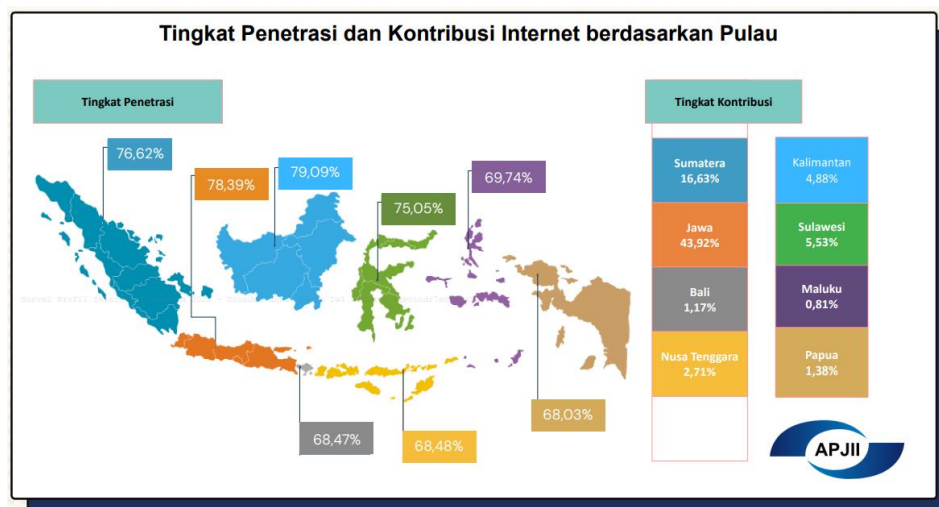 Tingkat Penetrasi dan Kontribusi Internet berdasarkan Pulau
Tingkat Penetrasi
76,62%
78,39%
79,09%
75,05%
69,74%
68,47%
68,48%
68,03%
Tingkat Kontribusi
Sumatera
16,63%
Kalimantan
4,88%
Jawa
43,92%
Sulawesi
5,53%
Bali
1,17%
Maluku
0,81%
Nusa Tenggara
2,71%
Papua
1,38%
APJII